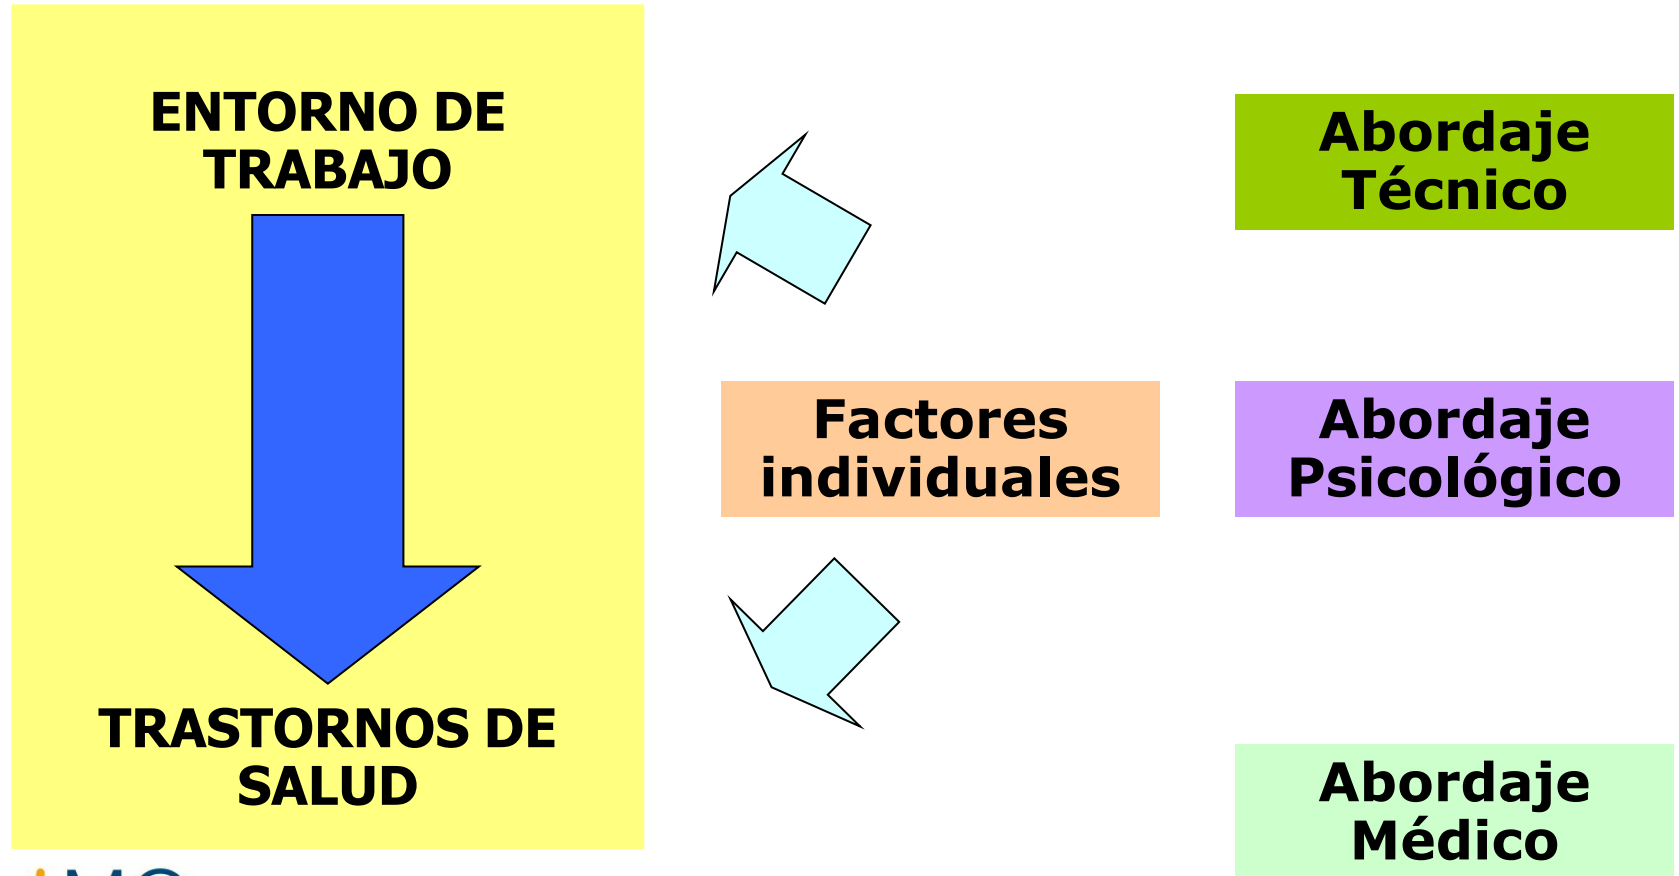 ENTORNO DE
TRABAJO
Abordaje
Técnico
Factores
individuales
Abordaje
Psicológico
TRASTORNOS DE
SALUD
Abordaje
Médico